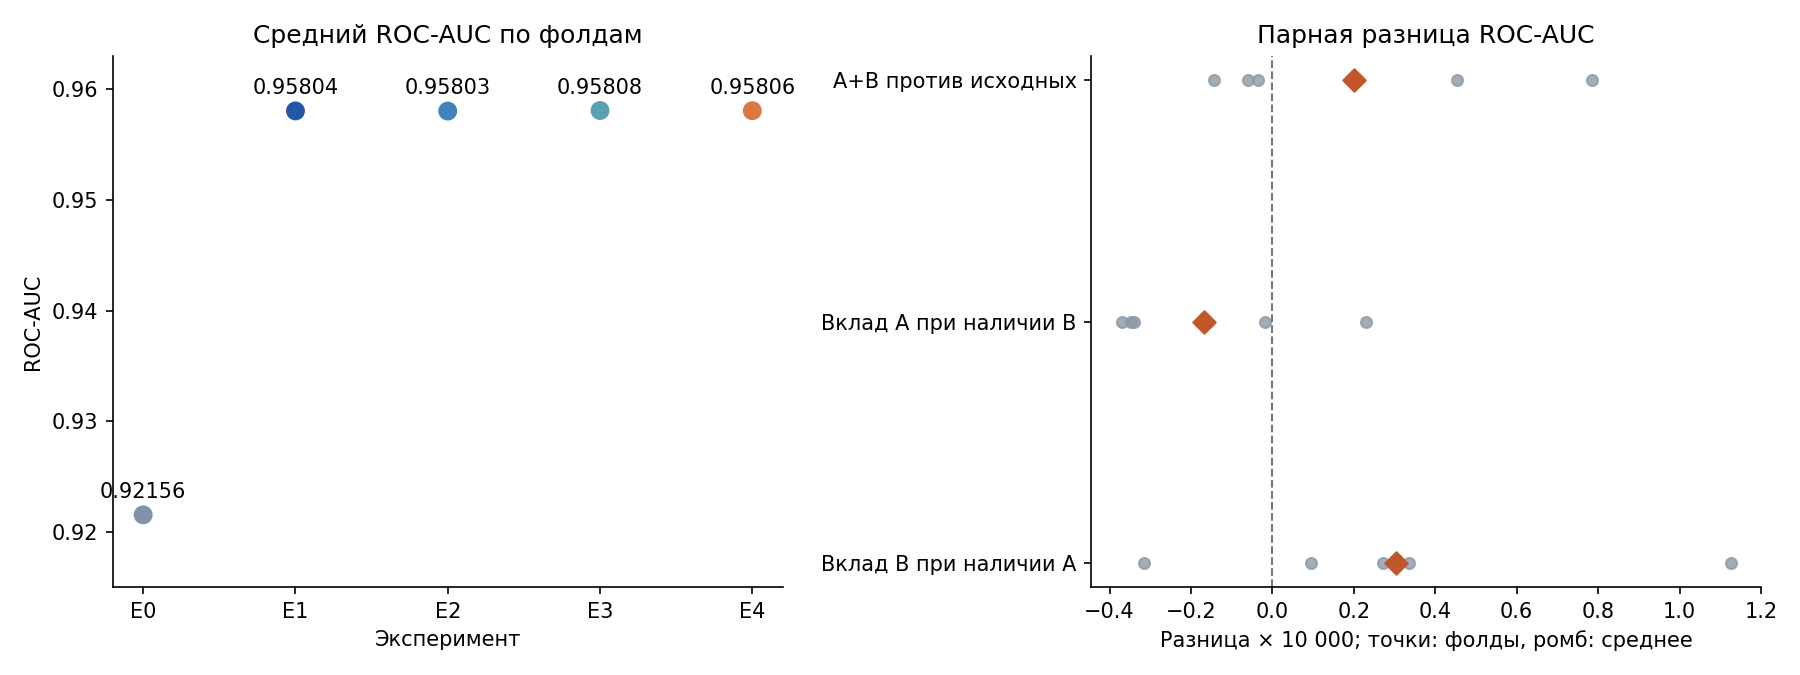 Средний ROC-AUC по фолдам
0.96
0.95
0.94
0.93
0.92
ROC-AUC
0.92156
0.95804
0.95803
0.95808
0.95806
E0
E1
E2
E3
E4
Эксперимент
Парная разница ROC-AUC
A+B против исходных
Вклад A при наличии B
Вклад B при наличии A
−0.4
−0.2
0.0
0.2
0.4
0.6
0.8
1.0
1.2
Разница × 10 000; точки: фолды, ромб: среднее